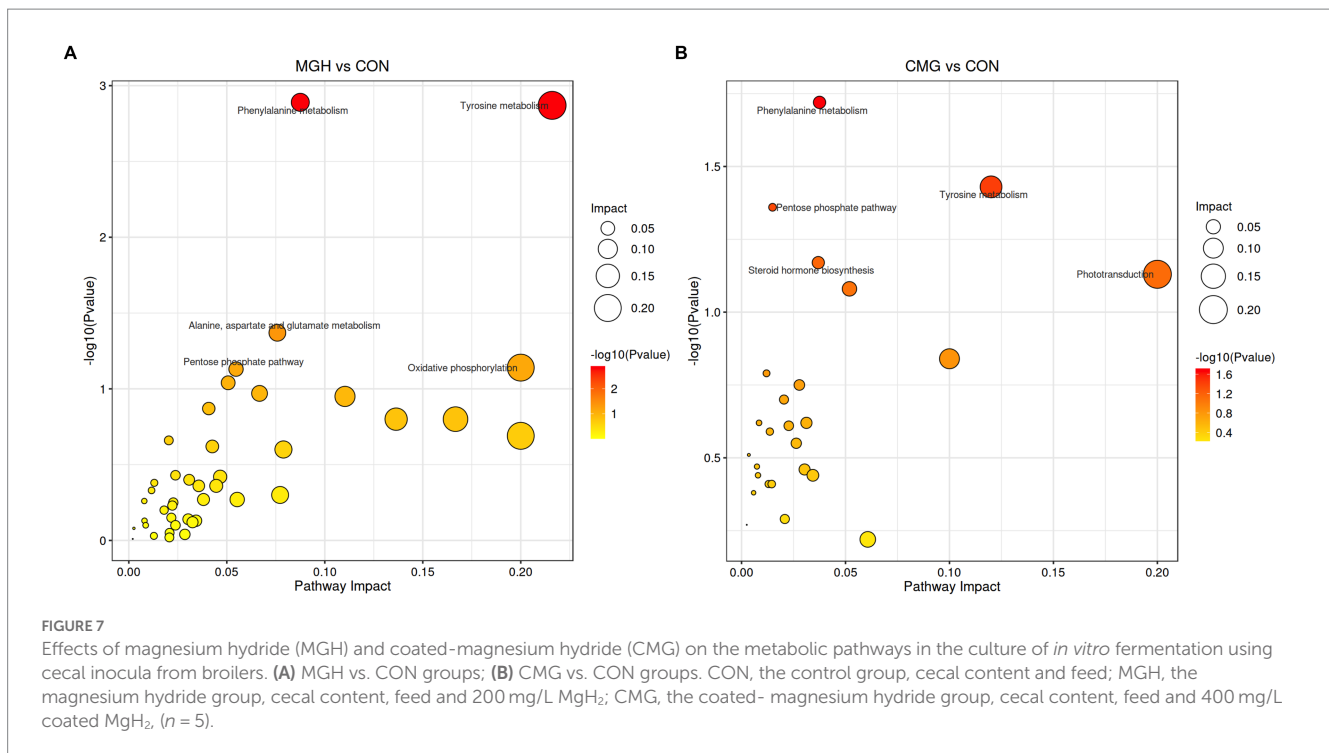 A
MGH vs CON
3
2
1
0
-log10(Pvalue)
Phenylalanine metabolism
Tyrosine metabolism
Alanine, aspartate and glutamate metabolism
Pentose phosphate pathway
Oxidative phosphorylation
0.00 0.05 0.10 0.15 0.20
Pathway Impact
Impact
0.05
0.10
0.15
0.20
-log10(Pvalue)
2
1
B
CMG vs CON
1.5
1.0
0.5
-log10(Pvalue)
Phenylalanine metabolism
Tyrosine metabolism
Pentose phosphate pathway
Steroid hormone biosynthesis
Phototransduction
0.00 0.05 0.10 0.15 0.20
Pathway Impact
Impact
0.05
0.10
0.15
0.20
-log10(Pvalue)
1.6
1.2
0.8
0.4
FIGURE 7
Effects of magnesium hydride (MGH) and coated-magnesium hydride (CMG) on the metabolic pathways in the culture of in vitro fermentation using
cecal inocula from broilers. (A) MGH vs. CON groups; (B) CMG vs. CON groups. CON, the control group, cecal content and feed; MGH, the
magnesium hydride group, cecal content, feed and 200 mg/L MgH₂; CMG, the coated- magnesium hydride group, cecal content, feed and 400 mg/L
coated MgH₂, (n = 5).